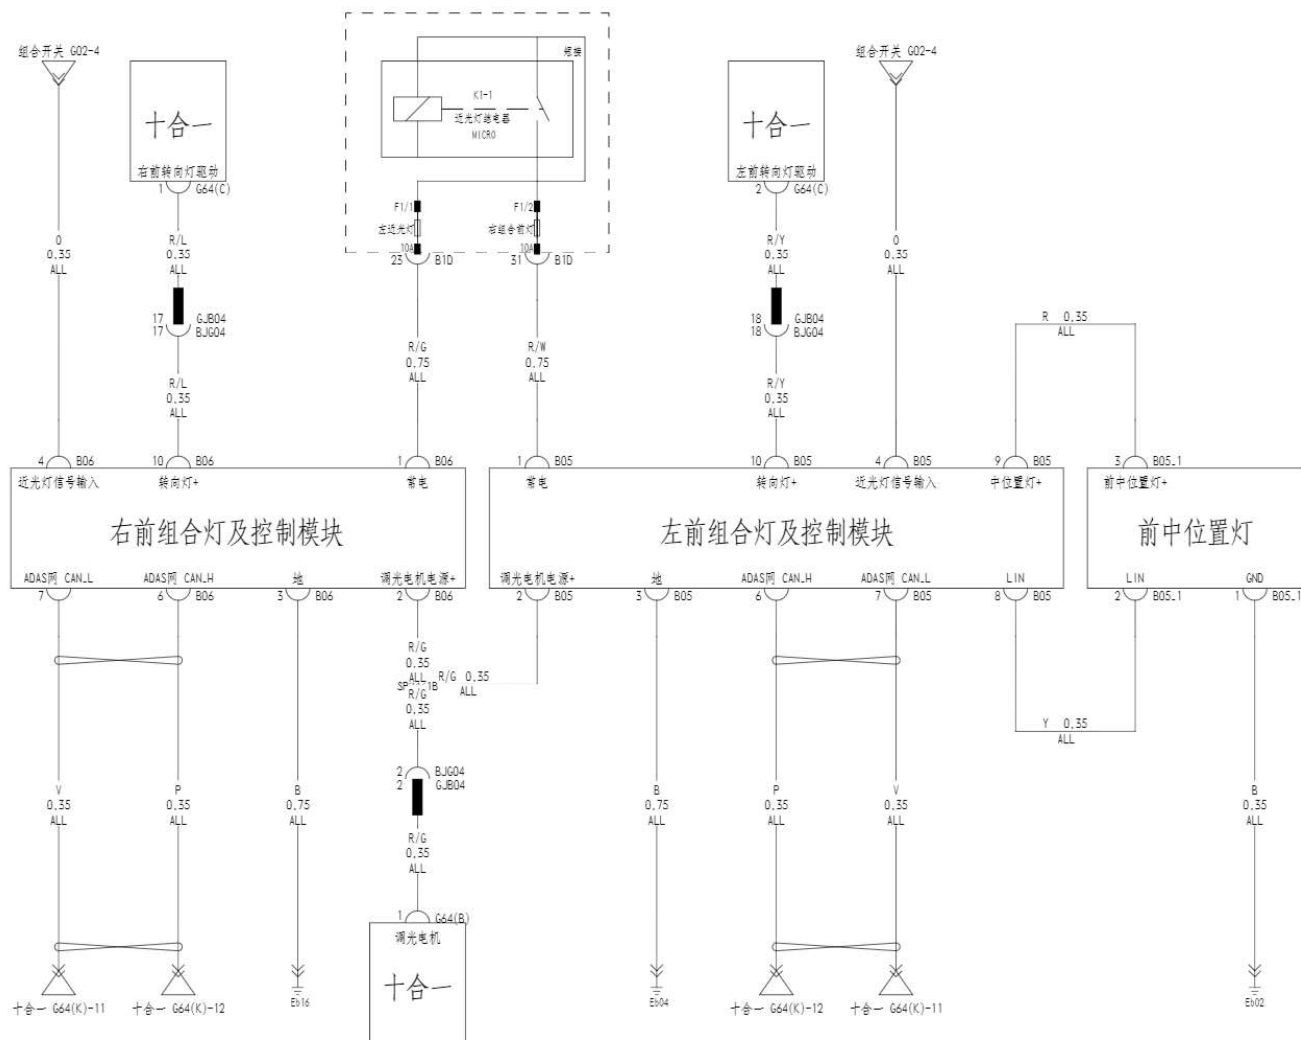 组合开关 G02-4
组合开关 G02-4
短接
K1-1
近光灯继电器
MICRO
十合一
十合一
右前转向灯驱动
左前转向灯驱动
1 G64(C)
2 G64(C)
F1/1
F1/2
左近光灯
右组合前灯
10A
10A
23 B1D
31 B1D
O
0.35
ALL
R/L
0.35
ALL
R/Y
0.35
ALL
O
0.35
ALL
17 GJB04
17 BJG04
18 GJB04
18 BJG04
R 0.35
ALL
R/G
0.75
ALL
R/W
0.75
ALL
R/L
0.35
ALL
R/Y
0.35
ALL
4 B06
10 B06
1 B06
1 B05
10 B05
4 B05
9 B05
3 B05_1
近光灯信号输入
转向灯+
常电
常电
转向灯+
近光灯信号输入
中位置灯+
前中位置灯+
右前组合灯及控制模块
左前组合灯及控制模块
前中位置灯
ADAS网 CAN_L
ADAS网 CAN_H
地
调光电机电源+
调光电机电源+
地
ADAS网 CAN_H
ADAS网 CAN_L
LIN
LIN
GND
7
6 B06
3 B06
2 B06
2 B05
3 B05
6
7 B05
8 B05
2 B05_1
1 B05_1
R/G
0.35
ALL
R/G 0.35
ALL
R/G
0.35
ALL
Y 0.35
ALL
2 BJG04
2 GJB04
V
0.35
ALL
P
0.35
ALL
B
0.75
ALL
B
0.75
ALL
P
0.35
ALL
V
0.35
ALL
B
0.35
ALL
R/G
0.35
ALL
1 G64(B)
调光电机
十合一
十合一 G64(K)-11
十合一 G64(K)-12
Eb16
Eb04
十合一 G64(K)-12
十合一 G64(K)-11
Eb02